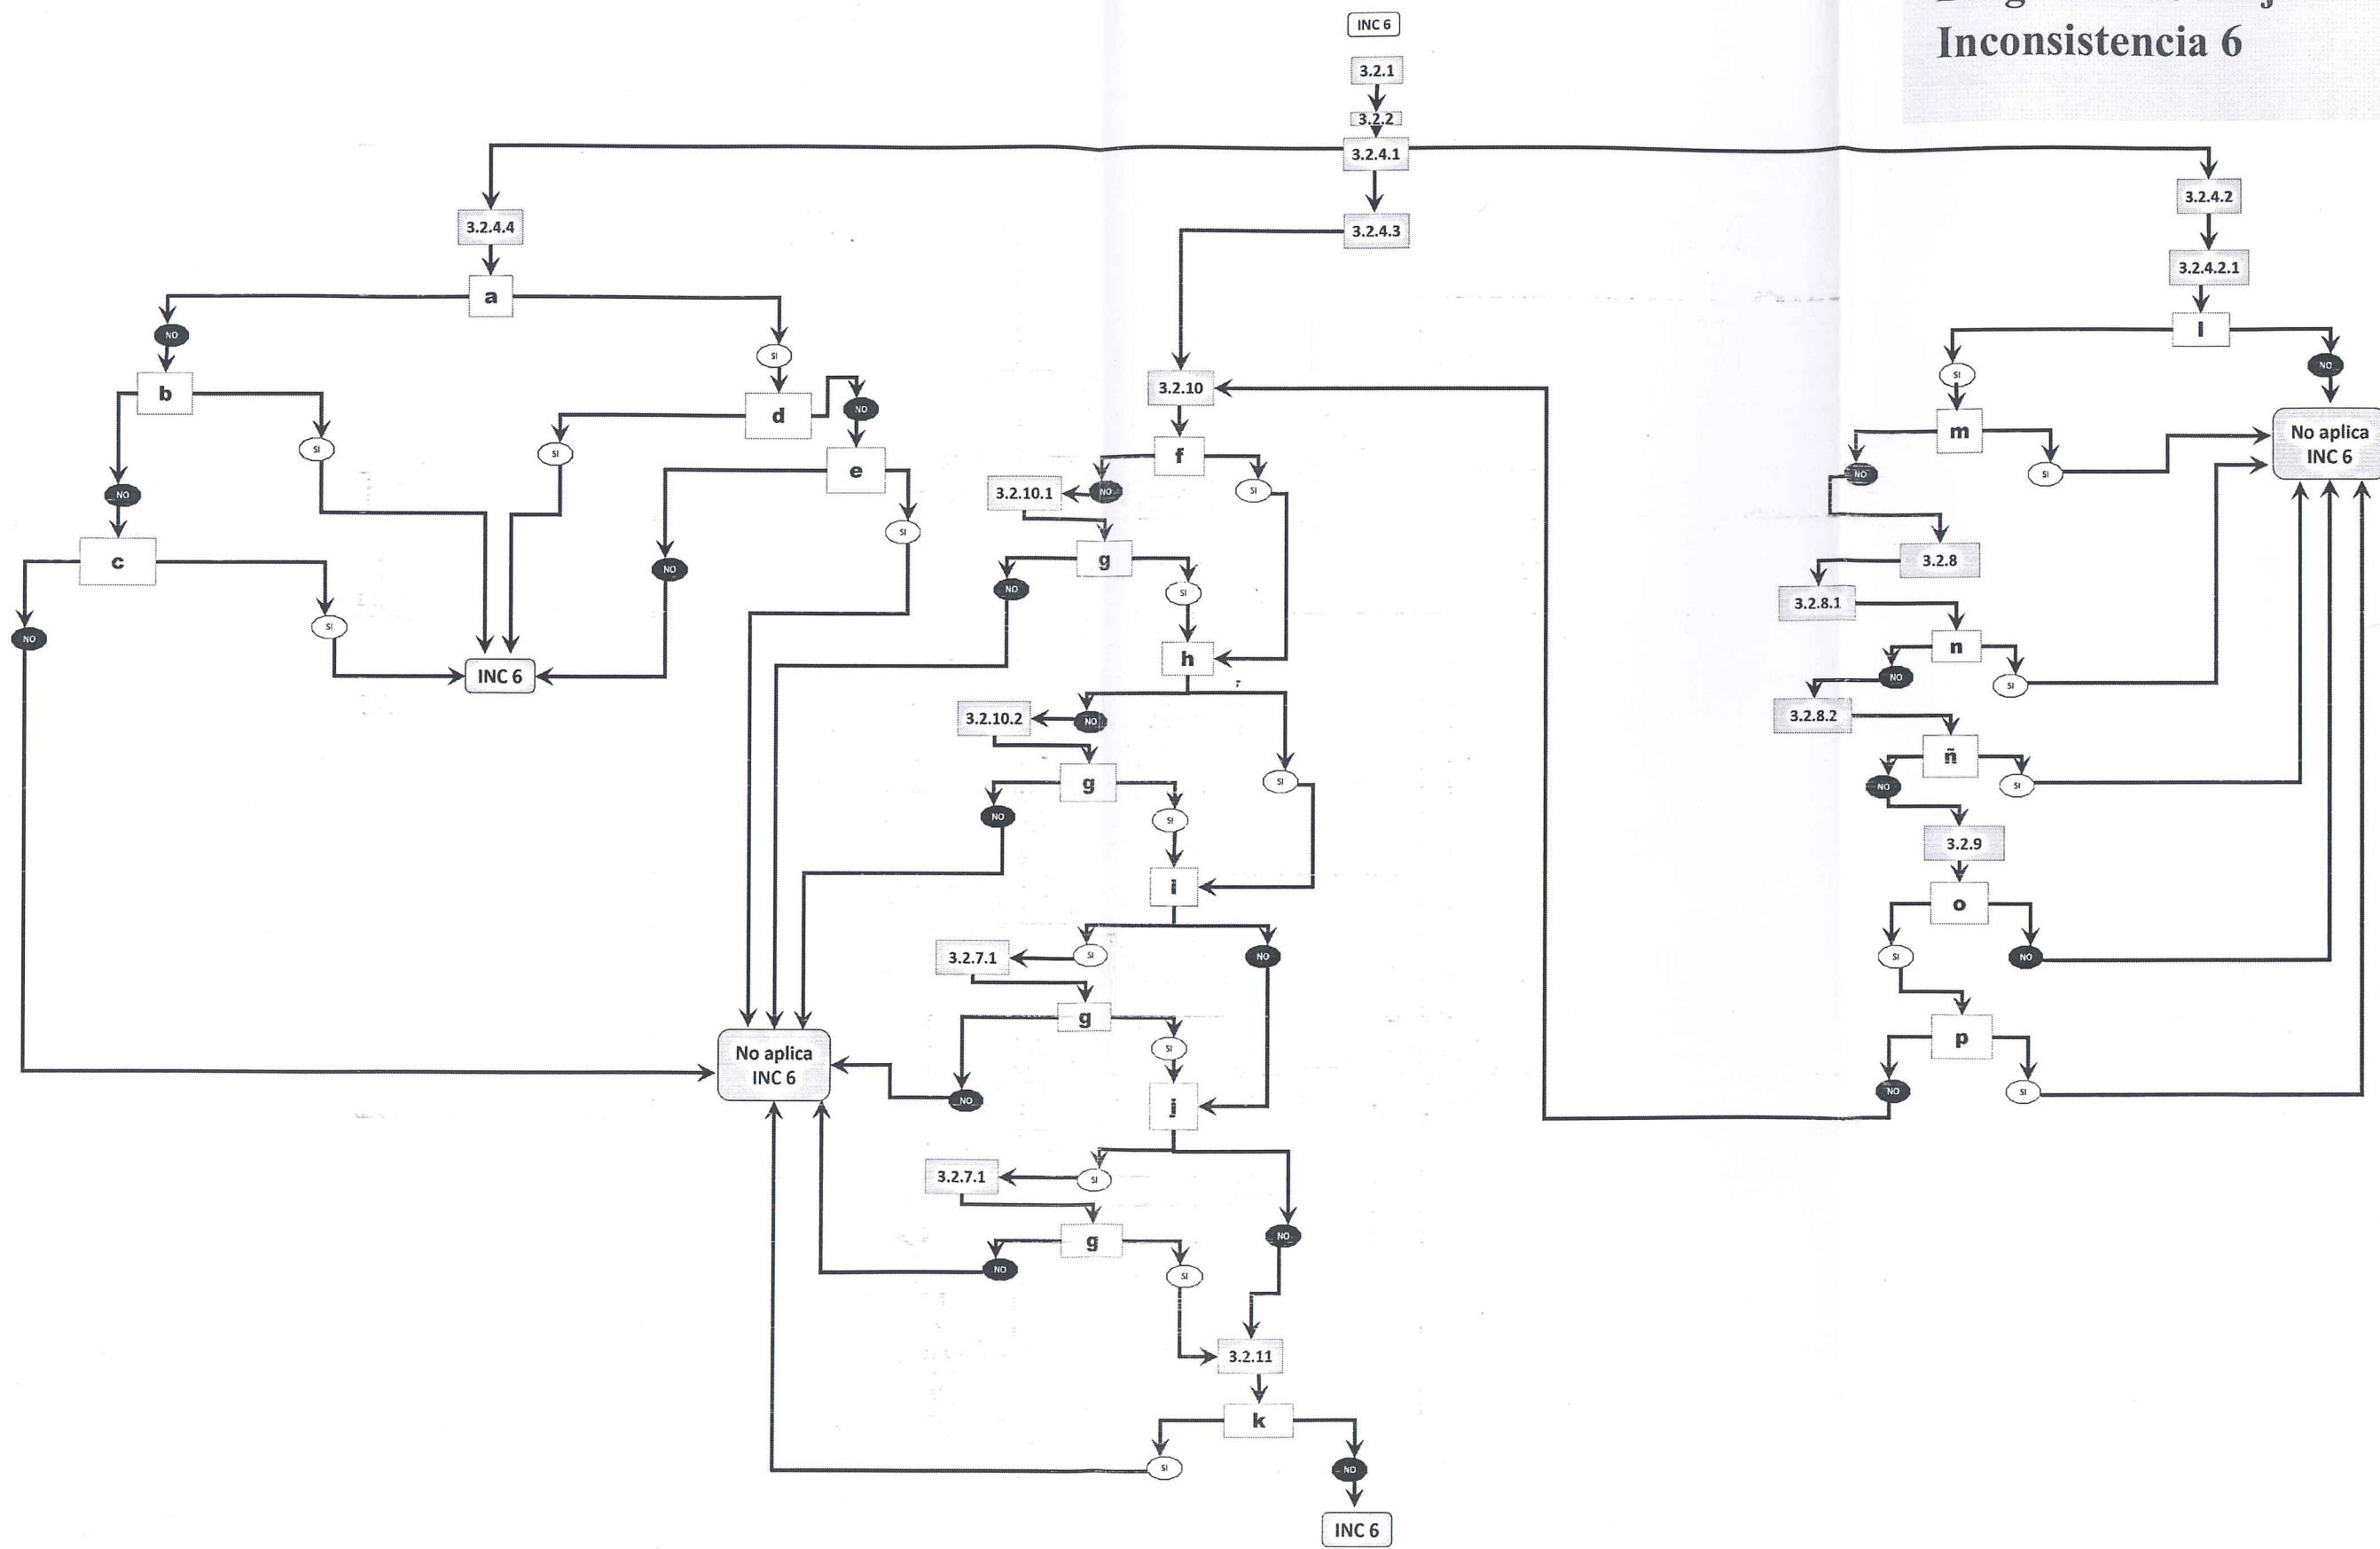 Inconsistencia 6
INC 6
3.2.1
3.2.2
3.2.4.1
3.2.4.4
3.2.4.3
3.2.4.2
3.2.4.2.1
a
NO
SI
b
NO
SI
c
NO
SI
d
SI
NO
e
NO
SI
INC 6
3.2.10
f
NO
SI
3.2.10.1
g
NO
SI
h
NO
SI
3.2.10.2
g
NO
SI
i
SI
NO
3.2.7.1
g
NO
SI
No aplica
INC 6
SI
NO
3.2.7.1
g
NO
SI
3.2.11
k
SI
NO
INC 6
l
SI
NO
m
NO
SI
No aplica
INC 6
3.2.8
3.2.8.1
n
NO
SI
3.2.8.2
ñ
NO
SI
3.2.9
o
SI
NO
p
NO
SI